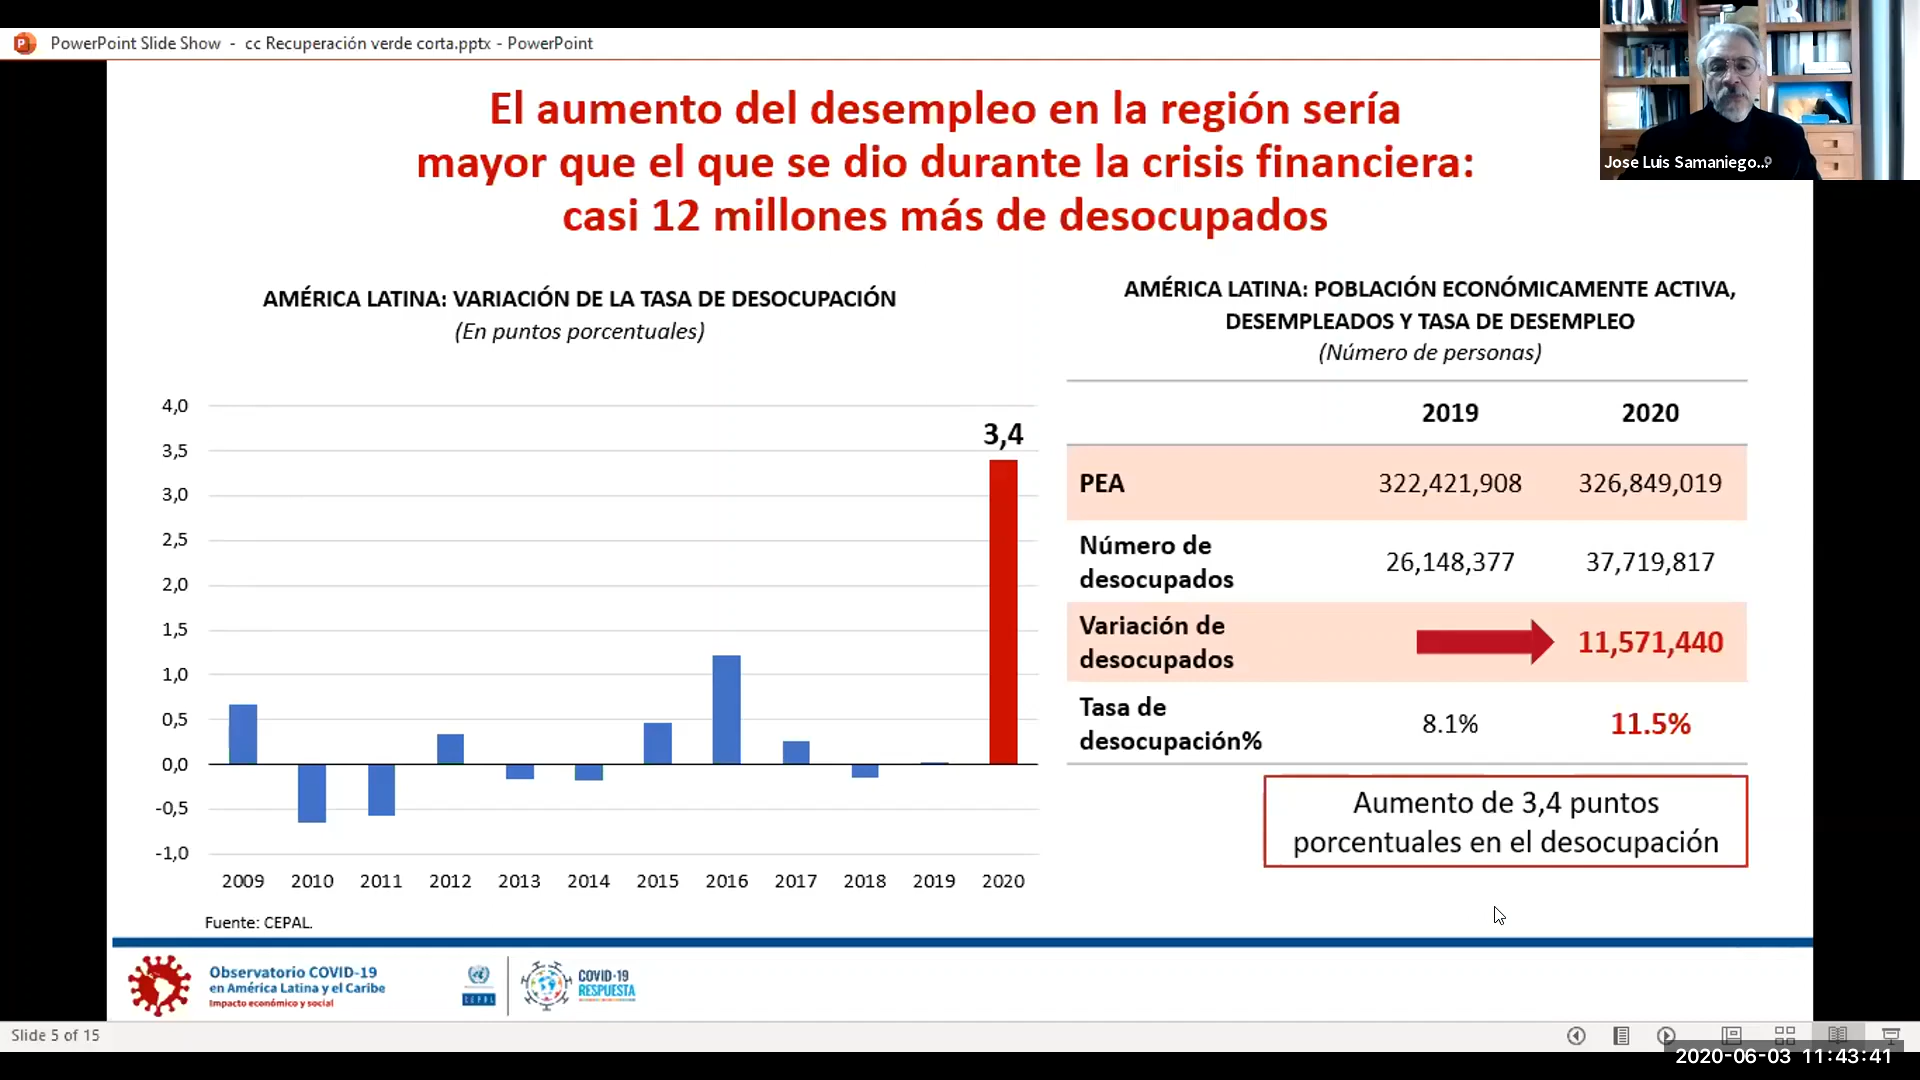 PowerPoint Slide Show - cc Recuperación verde corta.pptx - PowerPoint
Jose Luis Samaniego...
El aumento del desempleo en la región sería
mayor que el que se dio durante la crisis financiera:
casi 12 millones más de desocupados
AMÉRICA LATINA: VARIACIÓN DE LA TASA DE DESOCUPACIÓN
(En puntos porcentuales)
4,0
3,5
3,0
2,5
2,0
1,5
1,0
0,5
0,0
-0,5
-1,0
3,4
2009 2010 2011 2012 2013 2014 2015 2016 2017 2018 2019 2020
Fuente: CEPAL.
AMÉRICA LATINA: POBLACIÓN ECONÓMICAMENTE ACTIVA,
DESEMPLEADOS Y TASA DE DESEMPLEO
(Número de personas)
2019 2020
PEA 322,421,908 326,849,019
Número de
desocupados 26,148,377 37,719,817
Variación de
desocupados 11,571,440
Tasa de
desocupación% 8.1% 11.5%
Aumento de 3,4 puntos
porcentuales en el desocupación
Observatorio COVID-19
en América Latina y el Caribe
Impacto económico y social
CEPAL
COVID-19
RESPUESTA
Slide 5 of 15
2020-06-03 11:43:41